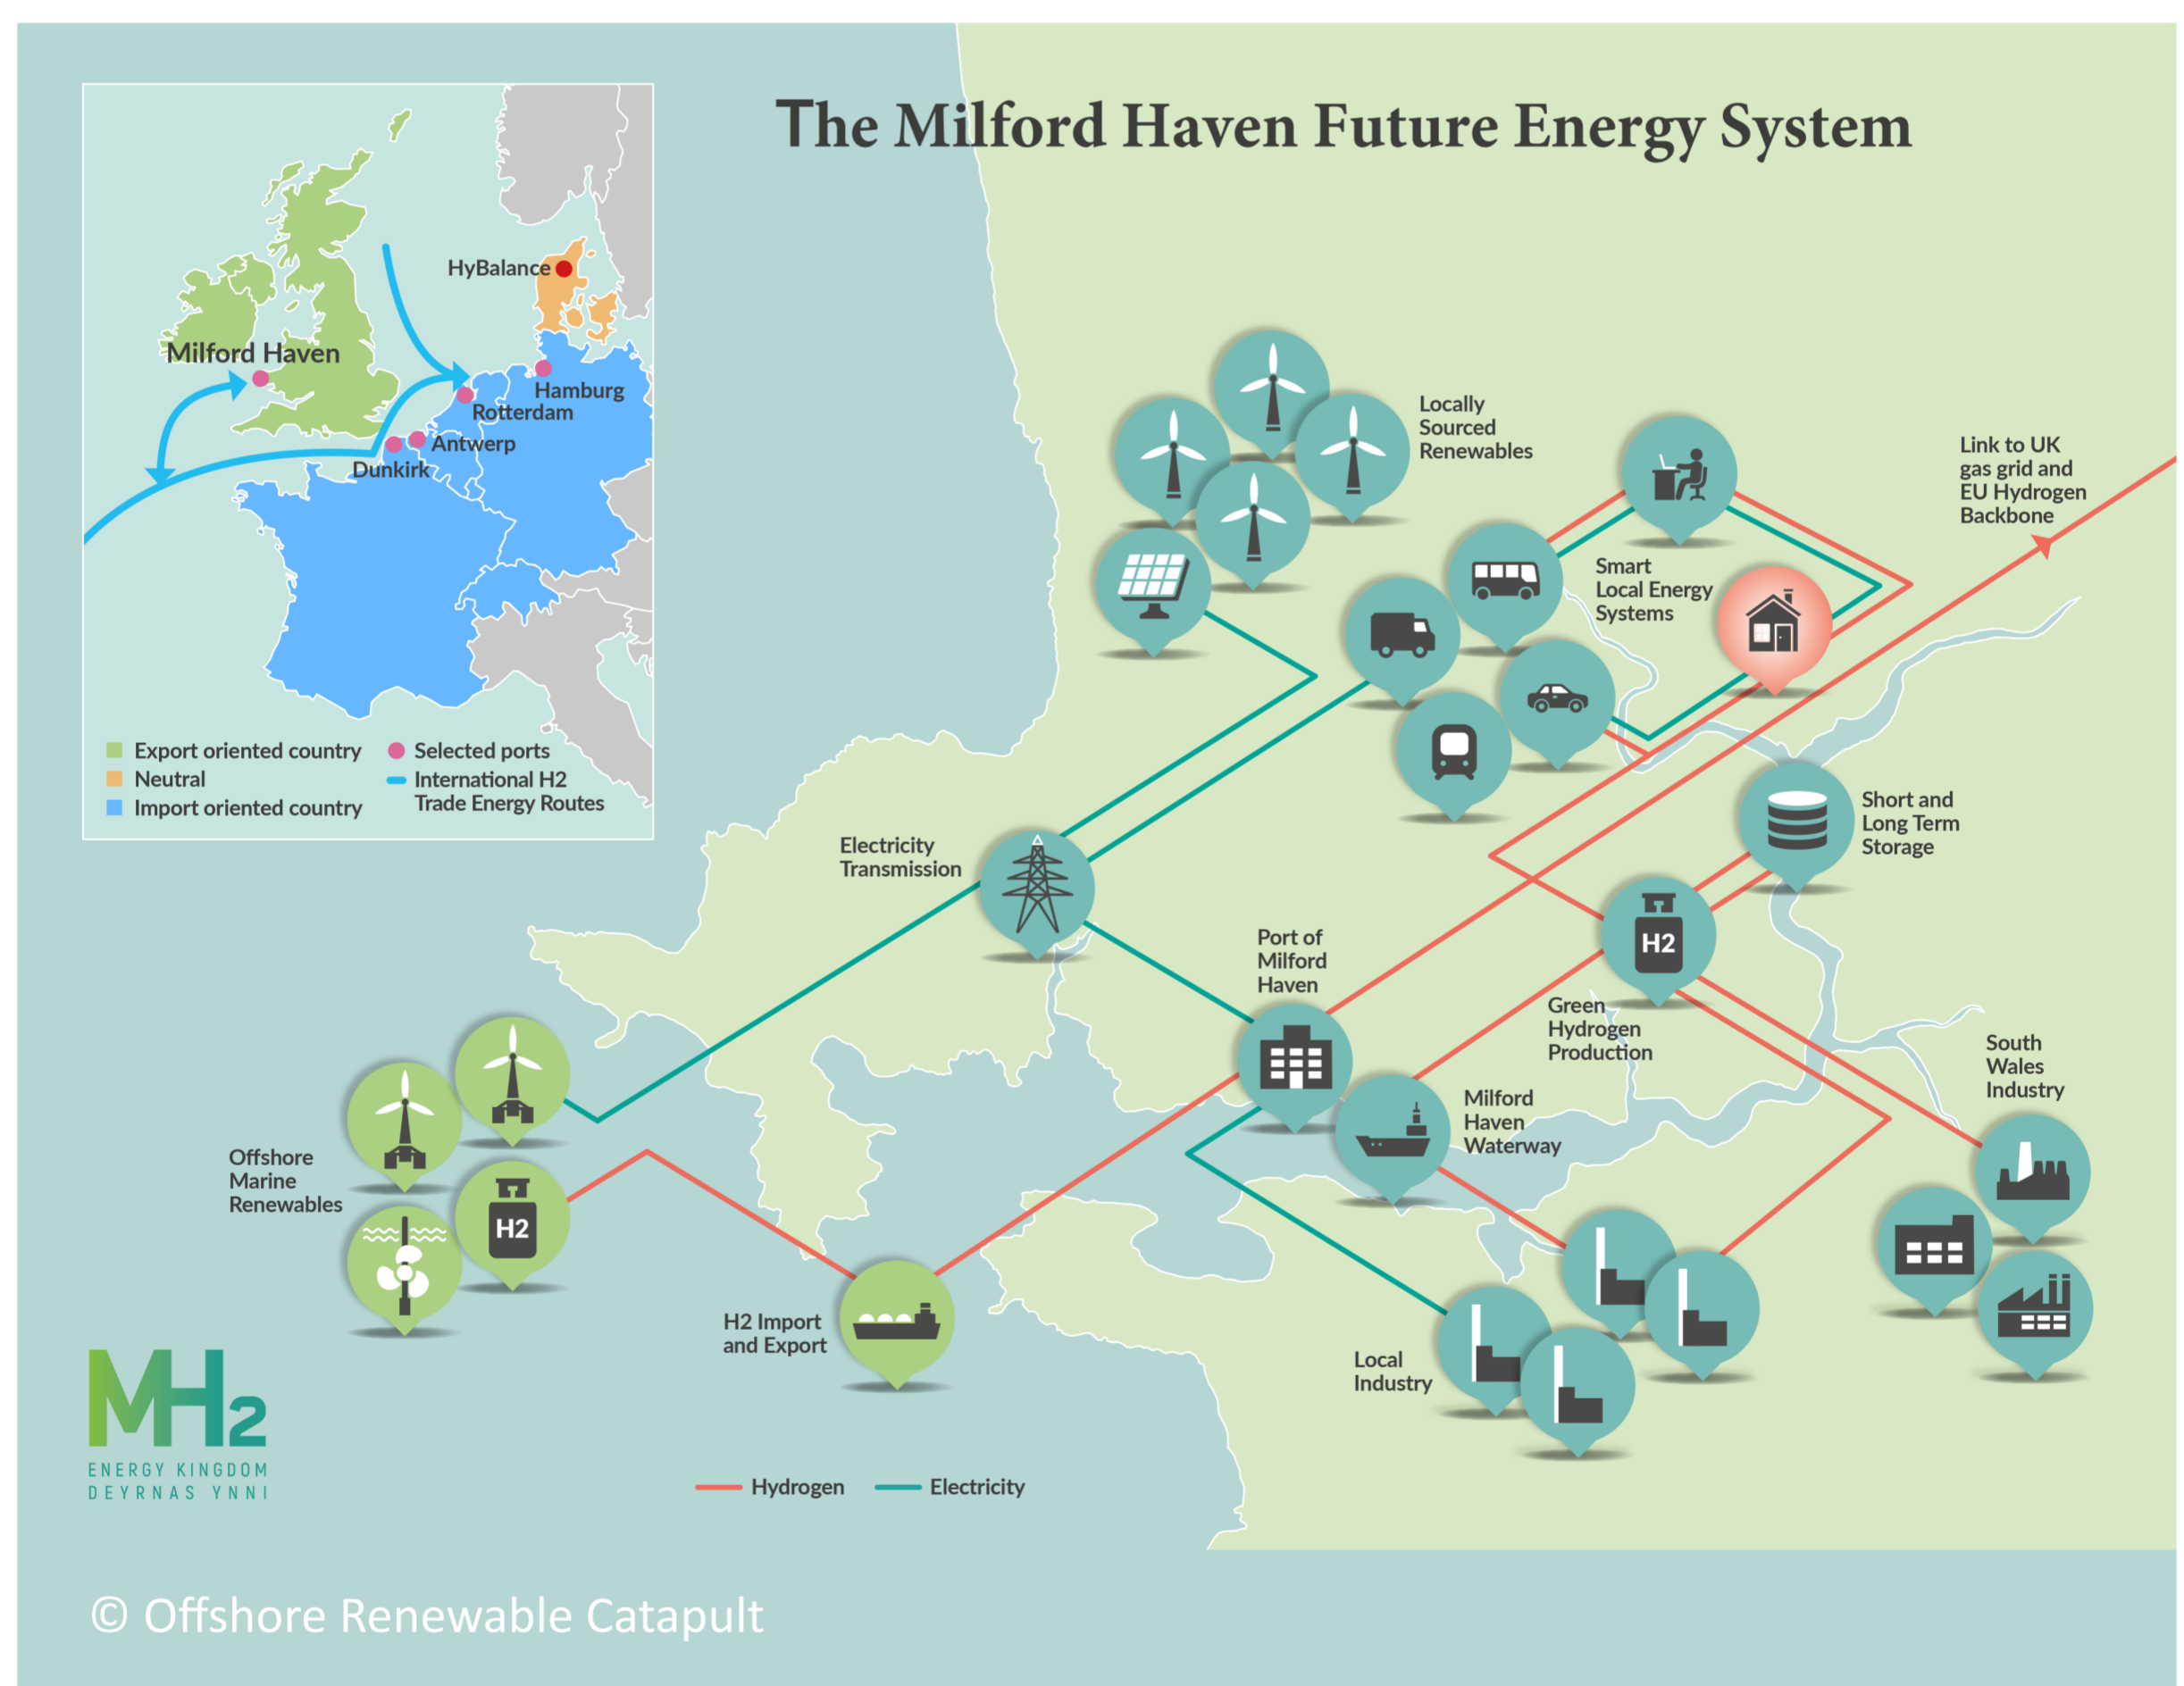 The Milford Haven Future Energy System
HyBalance
Milford Haven
Hamburg
Rotterdam
Antwerp
Dunkirk
Export oriented country
Neutral
Import oriented country
Selected ports
International H2
Trade Energy Routes
Locally
Sourced
Renewables
Link to UK
gas grid and
EU Hydrogen
Backbone
Smart
Local Energy
Systems
Short and
Long Term
Storage
Electricity
Transmission
H2
Port of
Milford
Haven
Green
Hydrogen
Production
South
Wales
Industry
Milford
Haven
Waterway
Offshore
Marine
Renewables
H2
H2 Import
and Export
Local
Industry
MH2
ENERGY KINGDOM
DEYRNAS YNNI
Hydrogen
Electricity
© Offshore Renewable Catapult